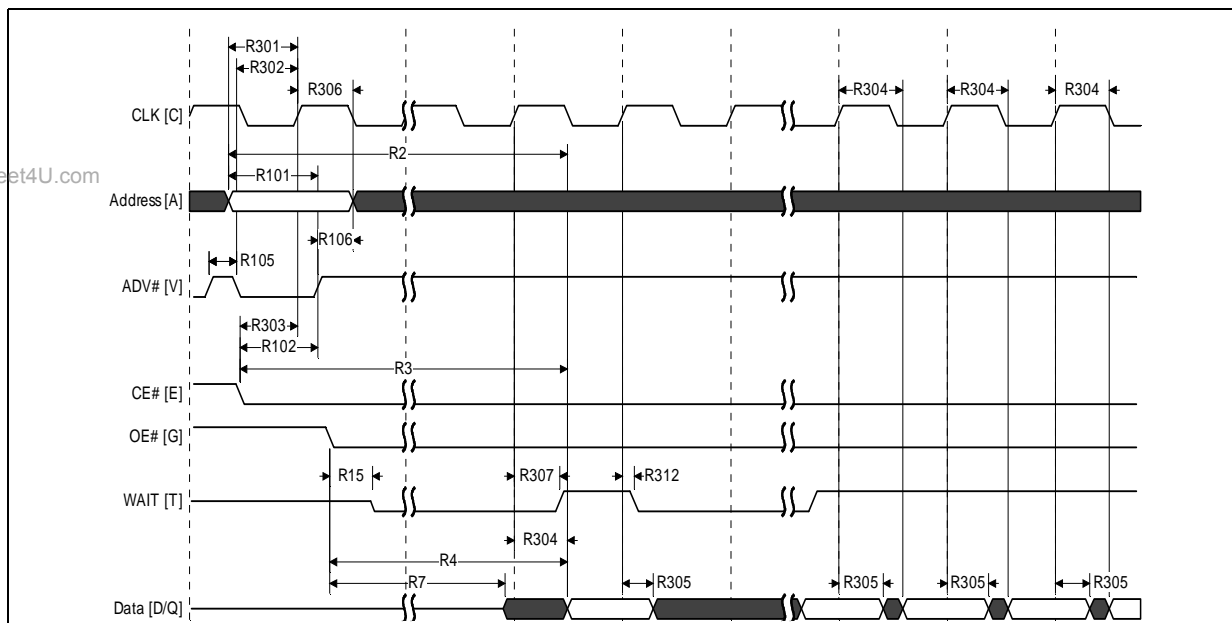 R301
R302
R306
R304 R304 R304
CLK [C]
R2
eet4U.com
R101
Address [A]
R106
R105
ADV# [V]
R303
R102
R3
CE# [E]
OE# [G]
R15 R307 R312
WAIT [T]
R304
R4
R7 R305 R305 R305 R305
Data [D/Q]